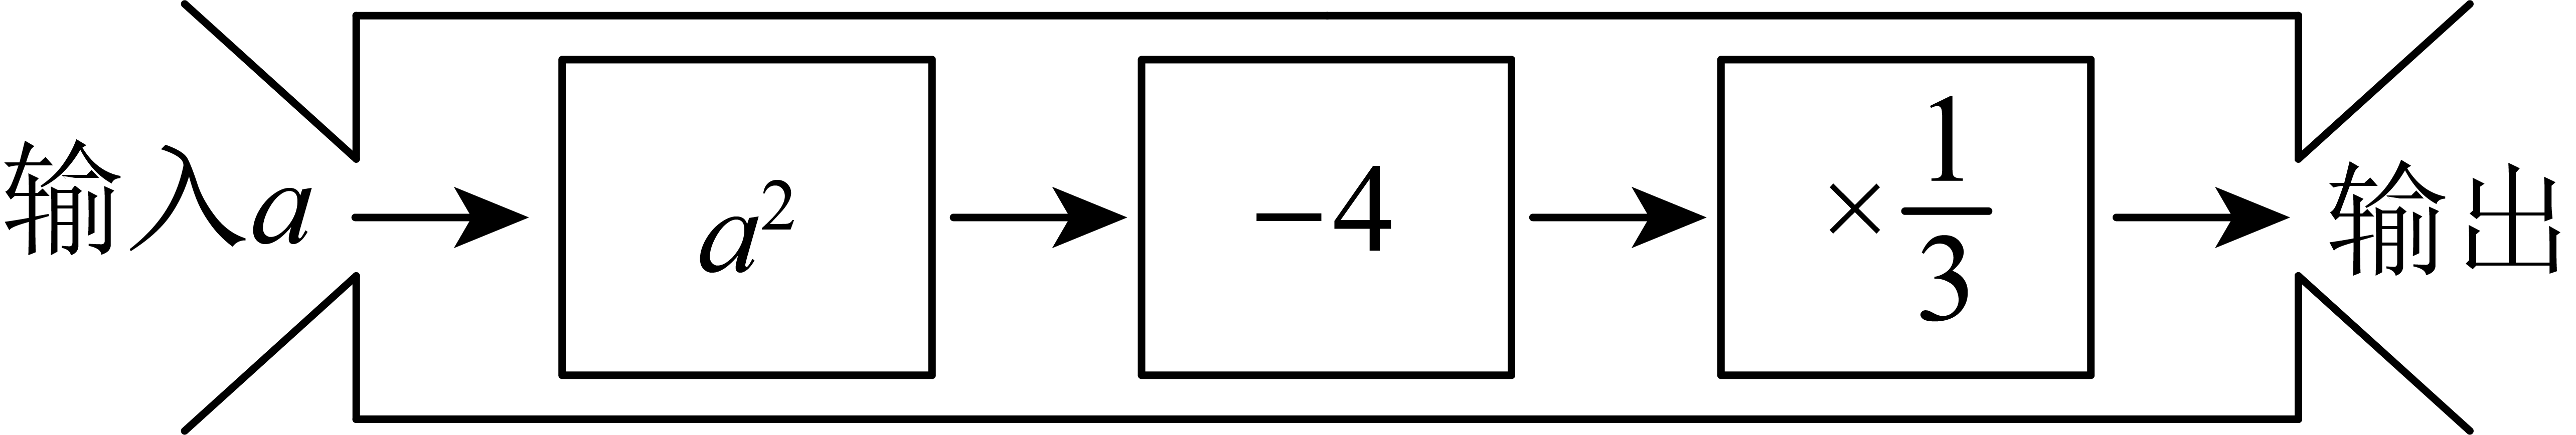 输入a → a² → −4 → ×1/3 → 输出